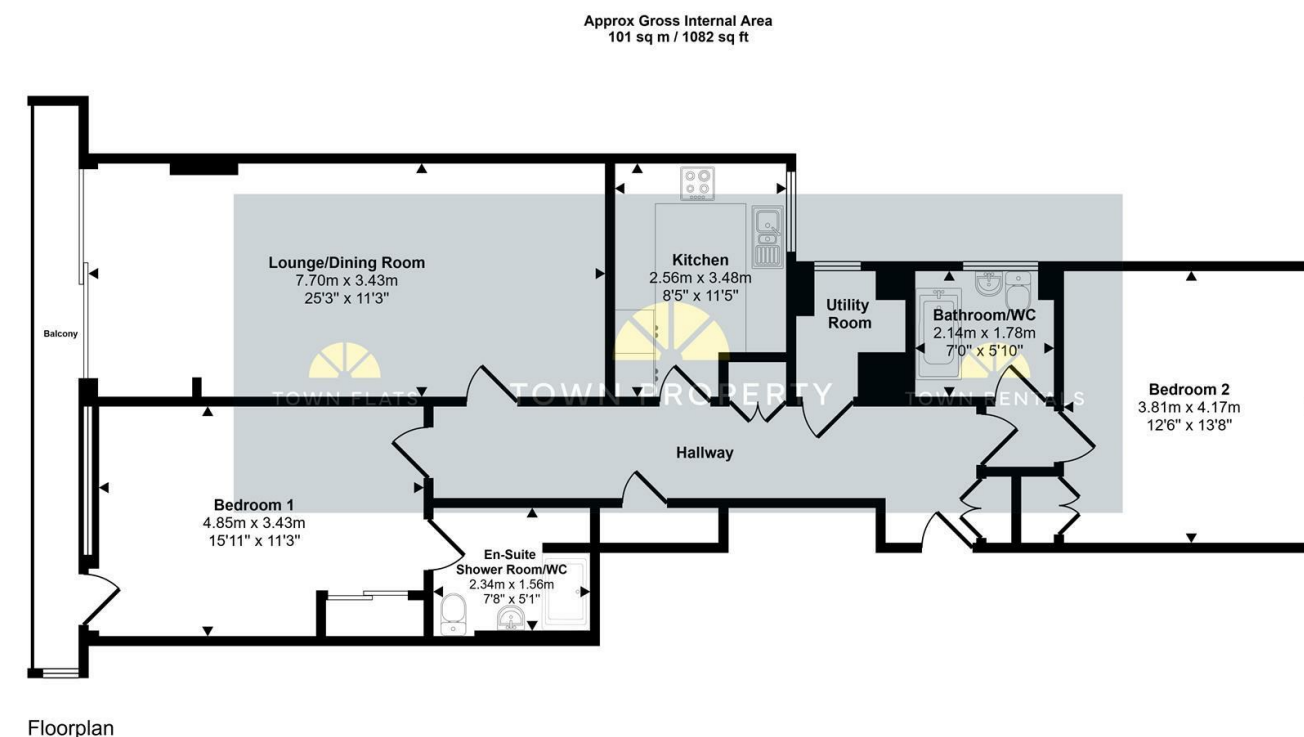 Approx Gross Internal Area
101 sq m / 1082 sq ft
Lounge/Dining Room
7.70m x 3.43m
25'3" x 11'3"
Kitchen
2.56m x 3.48m
8'5" x 11'5"
Utility
Room
Bathroom/WC
2.14m x 1.78m
7'0" x 5'10"
Bedroom 2
3.81m x 4.17m
12'6" x 13'8"
Balcony
TOWN FLATS
TOWN PROPERTY
TOWN RENTALS
Hallway
Bedroom 1
4.85m x 3.43m
15'11" x 11'3"
En-Suite
Shower Room/WC
2.34m x 1.56m
7'8" x 5'1"
Floorplan